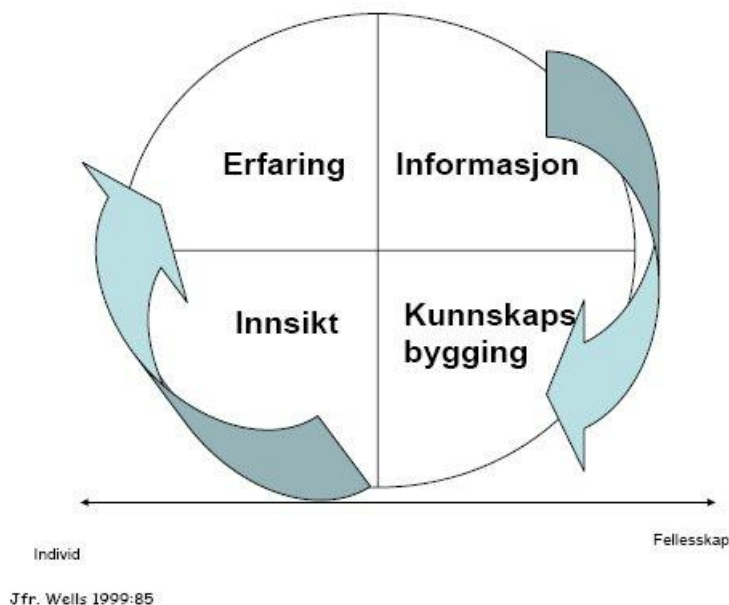 Erfaring
Informasjon
Innsikt
Kunnskaps
bygging
Individ
Fellesskap
Jfr. Wells 1999:85